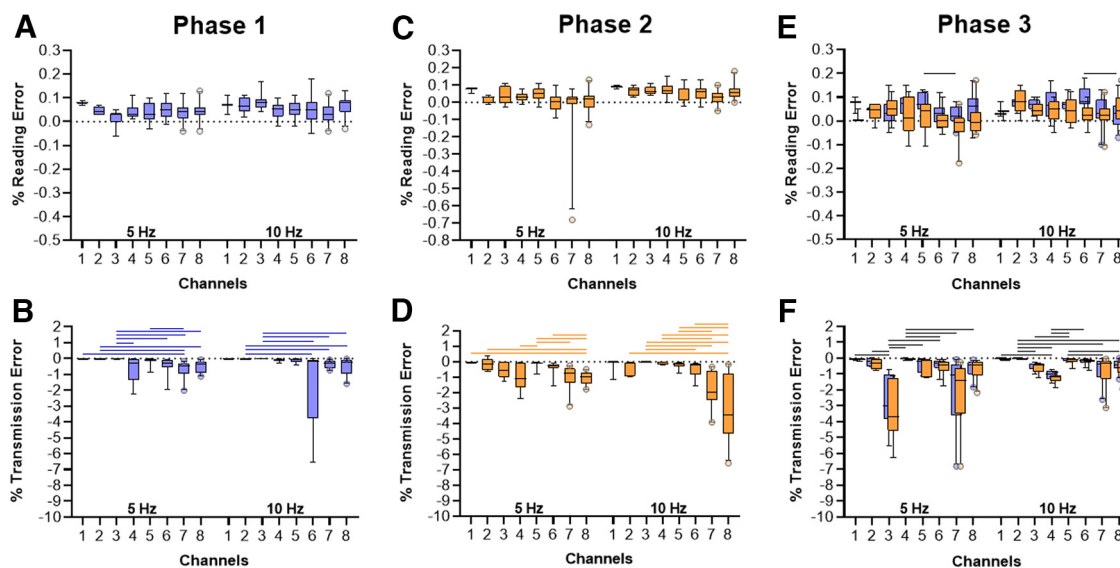 A
Phase 1
% Reading Error
0.3
0.2
0.1
0.0
-0.1
-0.2
-0.3
-0.4
-0.5
5 Hz
10 Hz
1 2 3 4 5 6 7 8 1 2 3 4 5 6 7 8
Channels
C
Phase 2
% Reading Error
0.3
0.2
0.1
0.0
-0.1
-0.2
-0.3
-0.4
-0.5
-0.6
-0.7
-0.8
5 Hz
10 Hz
1 2 3 4 5 6 7 8 1 2 3 4 5 6 7 8
Channels
E
Phase 3
% Reading Error
0.3
0.2
0.1
0.0
-0.1
-0.2
-0.3
-0.4
-0.5
5 Hz
10 Hz
1 2 3 4 5 6 7 8 1 2 3 4 5 6 7 8
Channels
B
% Transmission Error
2
1
0
-1
-2
-3
-4
-5
-6
-7
-8
-9
-10
5 Hz
10 Hz
1 2 3 4 5 6 7 8 1 2 3 4 5 6 7 8
Channels
D
% Transmission Error
2
1
0
-1
-2
-3
-4
-5
-6
-7
-8
-9
-10
5 Hz
10 Hz
1 2 3 4 5 6 7 8 1 2 3 4 5 6 7 8
Channels
F
% Transmission Error
2
1
0
-1
-2
-3
-4
-5
-6
-7
-8
-9
-10
5 Hz
10 Hz
1 2 3 4 5 6 7 8 1 2 3 4 5 6 7 8
Channels